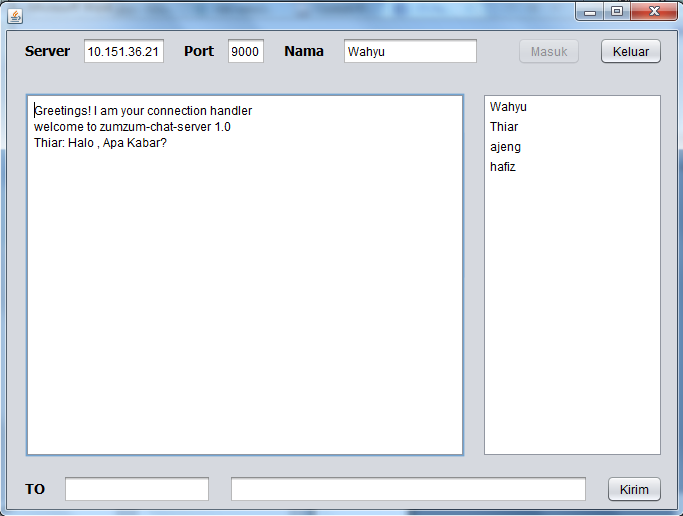 Server 10.151.36.21 Port 9000 Nama Wahyu Masuk Keluar
Greetings! I am your connection handler
welcome to zumzum-chat-server 1.0
Thiar: Halo , Apa Kabar?
Wahyu
Thiar
ajeng
hafiz
TO Kirim